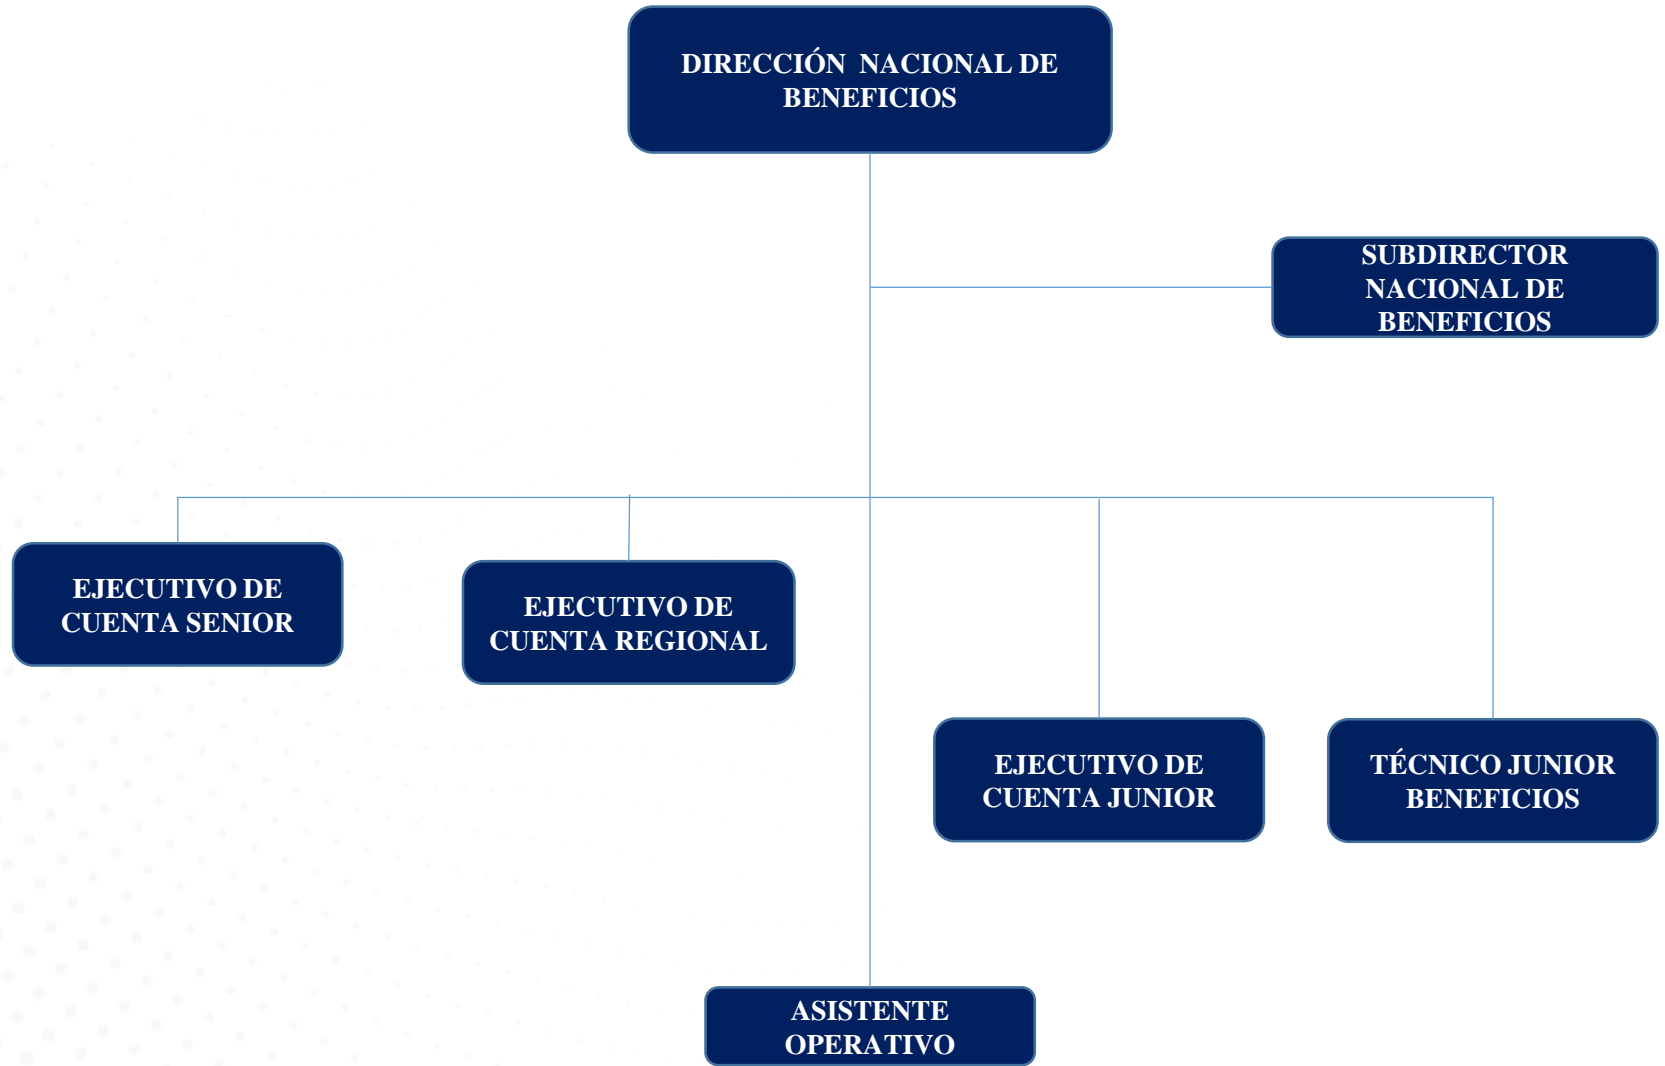 DIRECCIÓN NACIONAL DE
BENEFICIOS
SUBDIRECTOR
NACIONAL DE
BENEFICIOS
EJECUTIVO DE
CUENTA SENIOR
EJECUTIVO DE
CUENTA REGIONAL
EJECUTIVO DE
CUENTA JUNIOR
TÉCNICO JUNIOR
BENEFICIOS
ASISTENTE
OPERATIVO